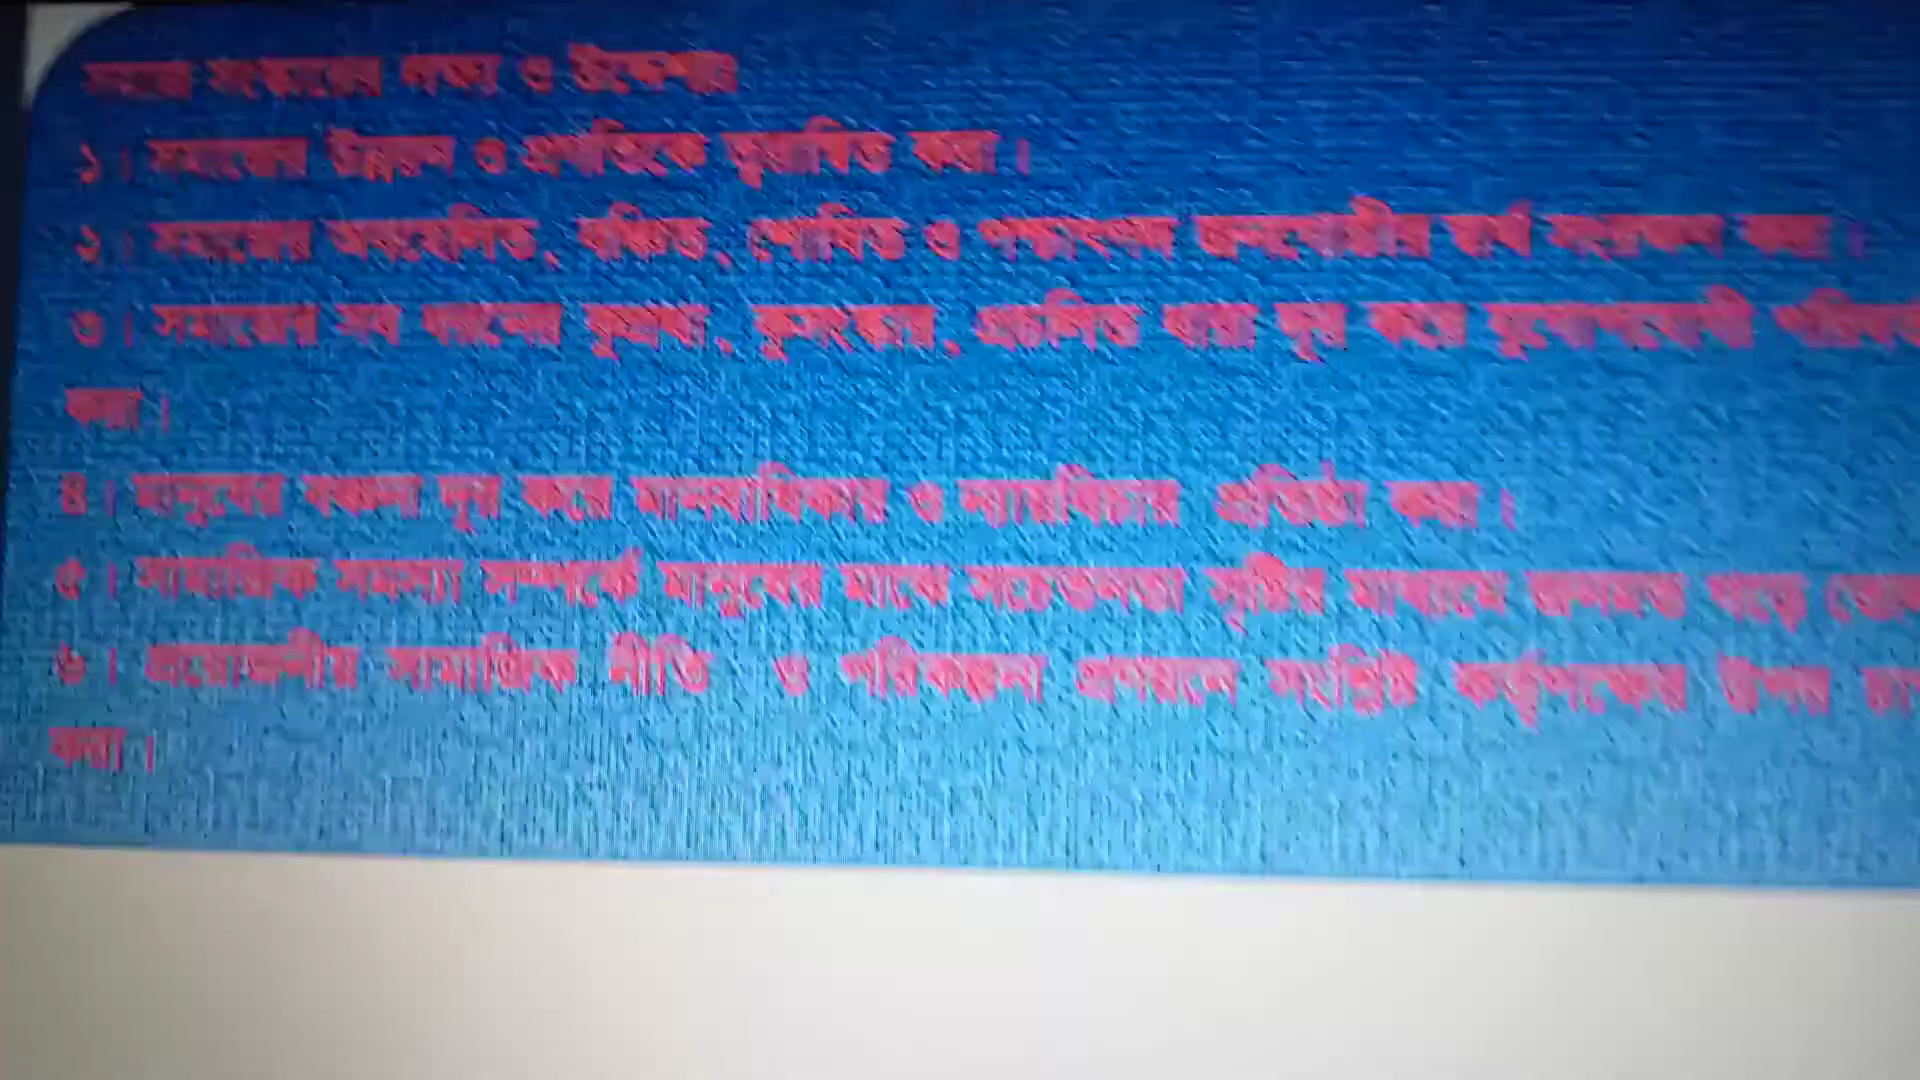 সমাজ সংস্কারের লক্ষ্য ও উদ্দেশ্যঃ
১। সমাজের উন্নয়ন ও প্রগতিকে ত্বরান্বিত করা।
২। সমাজের অবহেলিত, বঞ্চিত, শোষিত ও পশ্চাৎপদ জনগোষ্ঠীর স্বার্থ সংরক্ষণ করা।
৩। সমাজের সব ধরনের কুপ্রথা, কুসংস্কার, প্রচলিত ধারা দূর করে যুগোপযোগী
করা।
৪। মানুষের বঞ্চনা দূর করে মানবাধিকার ও ন্যায়বিচার প্রতিষ্ঠা করা।
৫। সামাজিক সমস্যা সম্পর্কে মানুষের মাঝে সচেতনতা সৃষ্টির মাধ্যমে জনমত গড়ে
৬। প্রয়োজনীয় সামাজিক নীতি ও পরিকল্পনা প্রণয়নে সংশ্লিষ্ট কর্তৃপক্ষের উপর
করা।